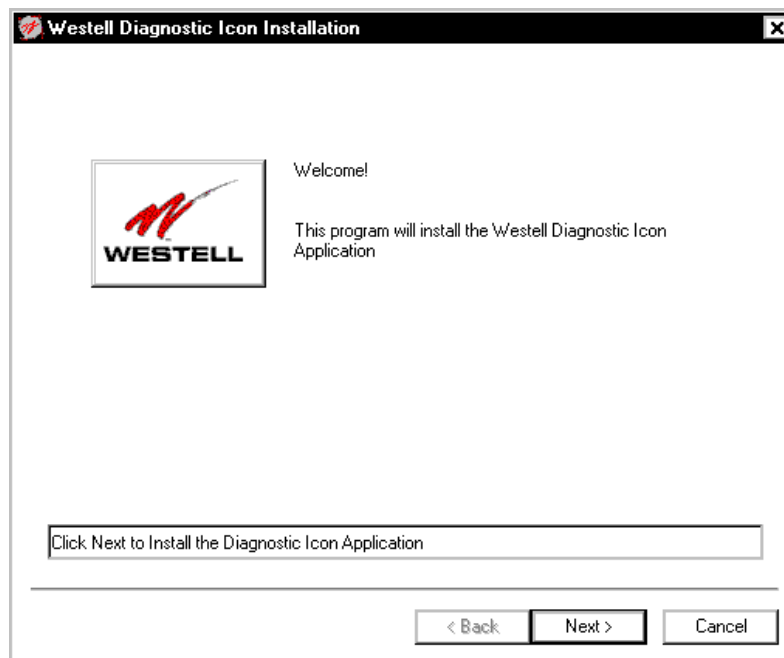 Westell Diagnostic Icon Installation
Welcome!
WESTELL
This program will install the Westell Diagnostic Icon
Application
Click Next to Install the Diagnostic Icon Application
< Back
Next >
Cancel